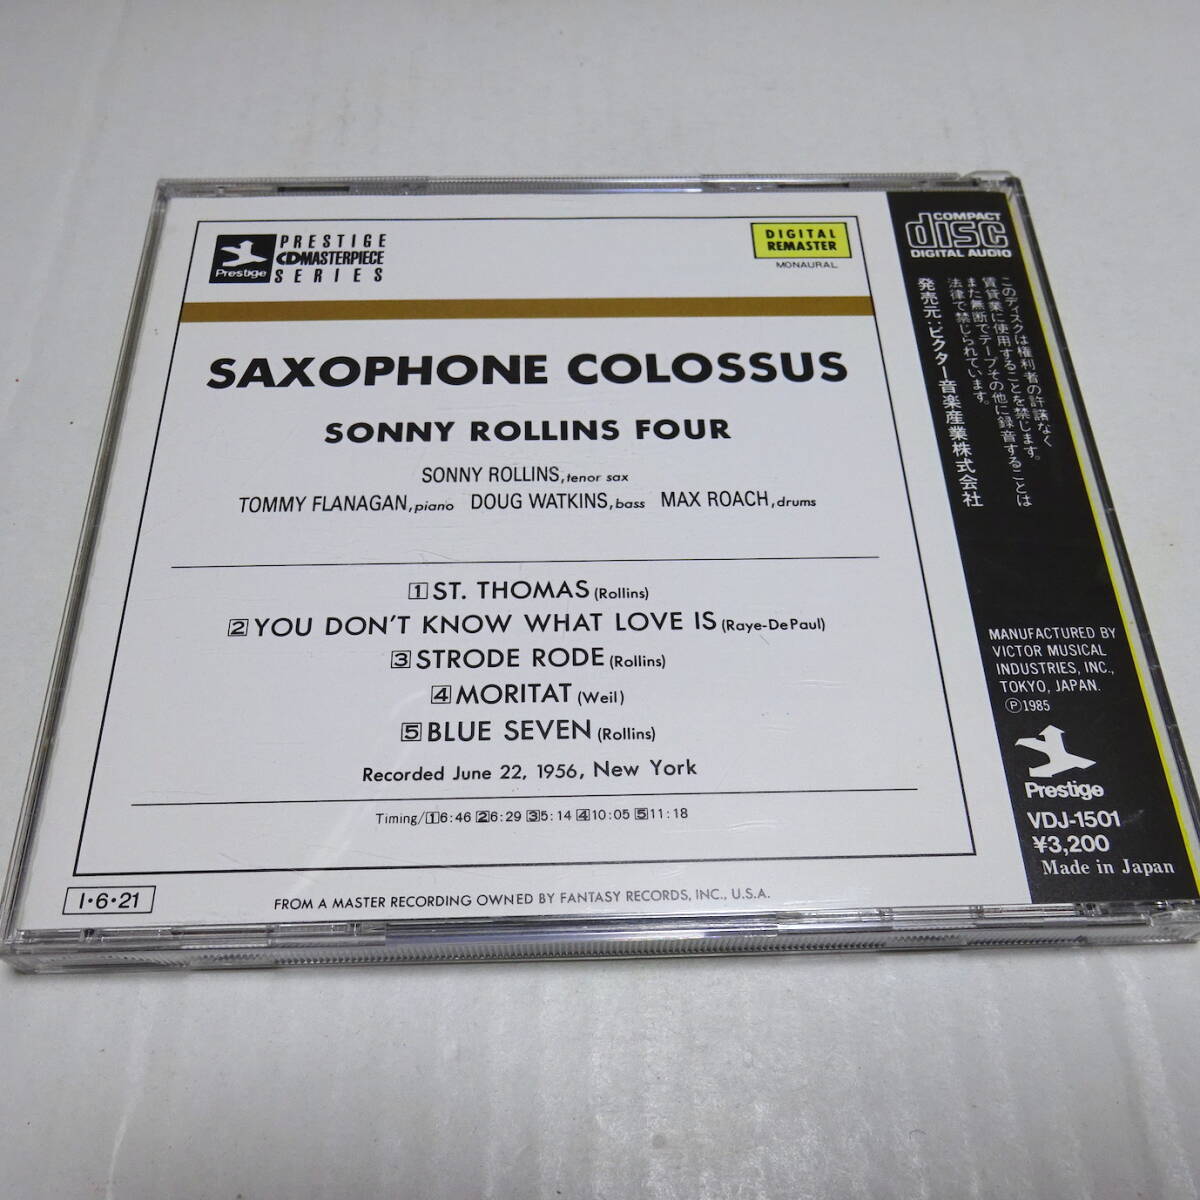 Prestige
PRESTIGE
CD MASTERPIECE
SERIES
DIGITAL
REMASTER
MONAURAL
SAXOPHONE COLOSSUS
SONNY ROLLINS FOUR
SONNY ROLLINS, tenor sax
TOMMY FLANAGAN, piano DOUG WATKINS, bass MAX ROACH, drums
1 ST. THOMAS (Rollins)
2 YOU DON'T KNOW WHAT LOVE IS (Raye-De Paul)
3 STRODE RODE (Rollins)
4 MORITAT (Weil)
5 BLUE SEVEN (Rollins)
Recorded June 22, 1956, New York
Timing/1 6:46 2 6:29 3 5:14 4 10:05 5 11:18
I・6・21
FROM A MASTER RECORDING OWNED BY FANTASY RECORDS, INC., U.S.A.
COMPACT
disc
DIGITAL AUDIO
このディスクは権利者の許諾なく
賃貸業に使用することを禁じます。
また無断でテープその他に録音することは
法律で禁じられています。
発売元:ビクター音楽産業株式会社
MANUFACTURED BY
VICTOR MUSICAL
INDUSTRIES, INC.,
TOKYO, JAPAN.
Ⓟ1985
Prestige
VDJ-1501
¥3,200
Made in Japan